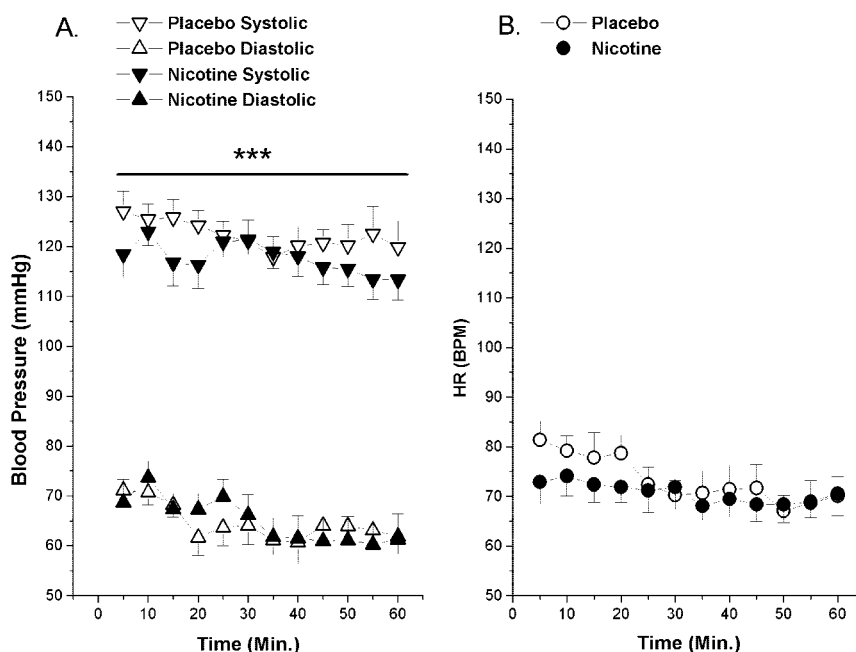 A.
Placebo Systolic
Placebo Diastolic
Nicotine Systolic
Nicotine Diastolic
150
140
130
120
110
100
90
80
70
60
50
***
Blood Pressure (mmHg)
0 10 20 30 40 50 60
Time (Min.)
B.
Placebo
Nicotine
150
140
130
120
110
100
90
80
70
60
50
HR (BPM)
0 10 20 30 40 50 60
Time (Min.)